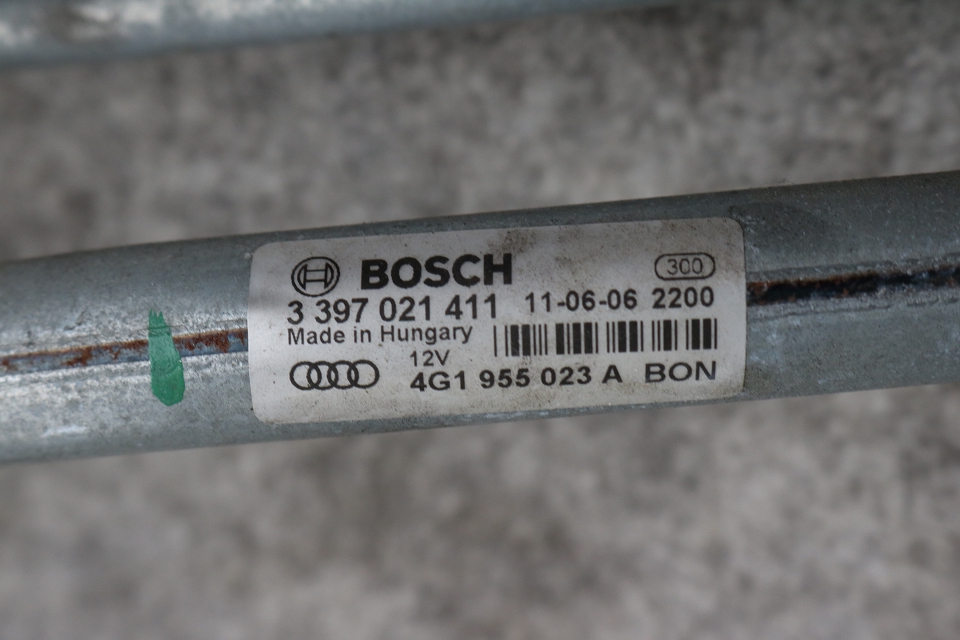 BOSCH 300
3 397 021 411 11-06-06 2200
Made in Hungary
12V
4G1 955 023 A BON